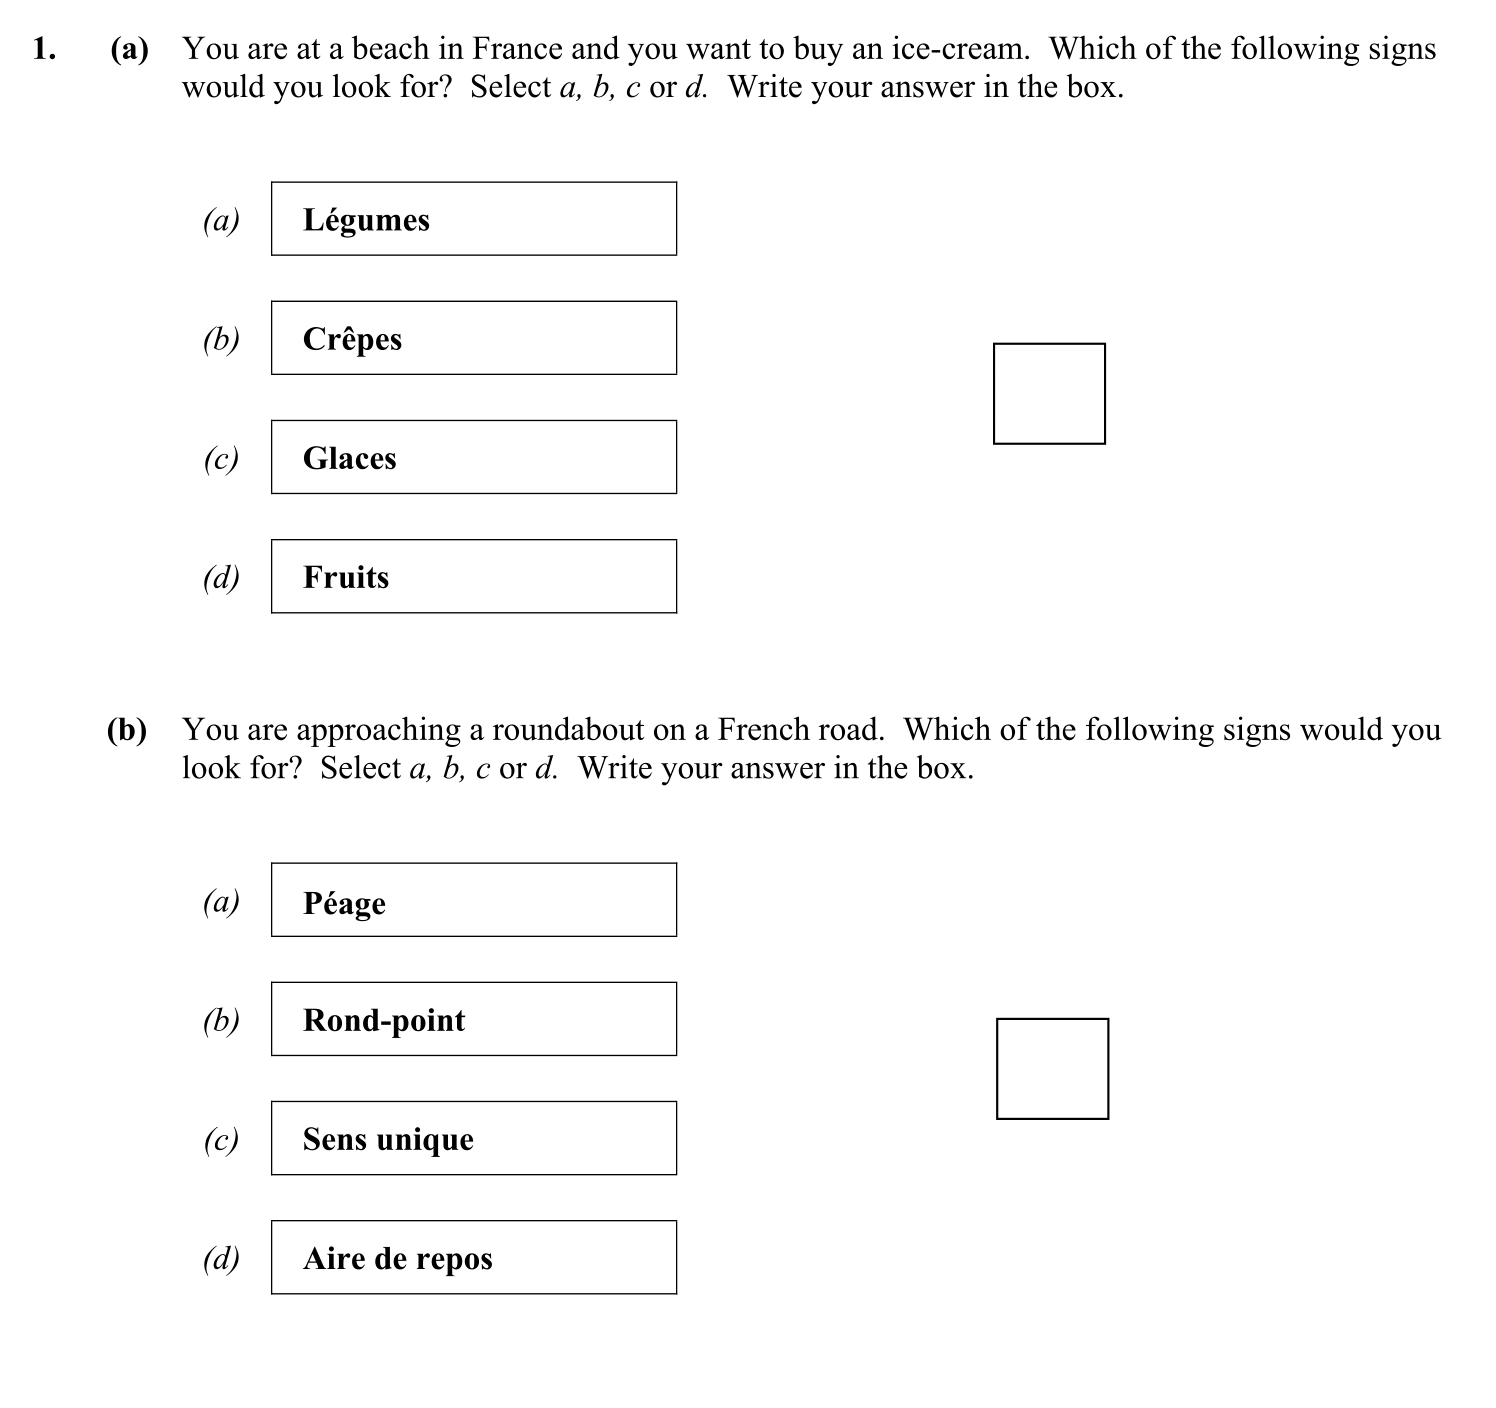 1. (a) You are at a beach in France and you want to buy an ice-cream. Which of the following signs
would you look for? Select a, b, c or d. Write your answer in the box.
(a) Légumes
(b) Crêpes
(c) Glaces
(d) Fruits
(b) You are approaching a roundabout on a French road. Which of the following signs would you
look for? Select a, b, c or d. Write your answer in the box.
(a) Péage
(b) Rond-point
(c) Sens unique
(d) Aire de repos